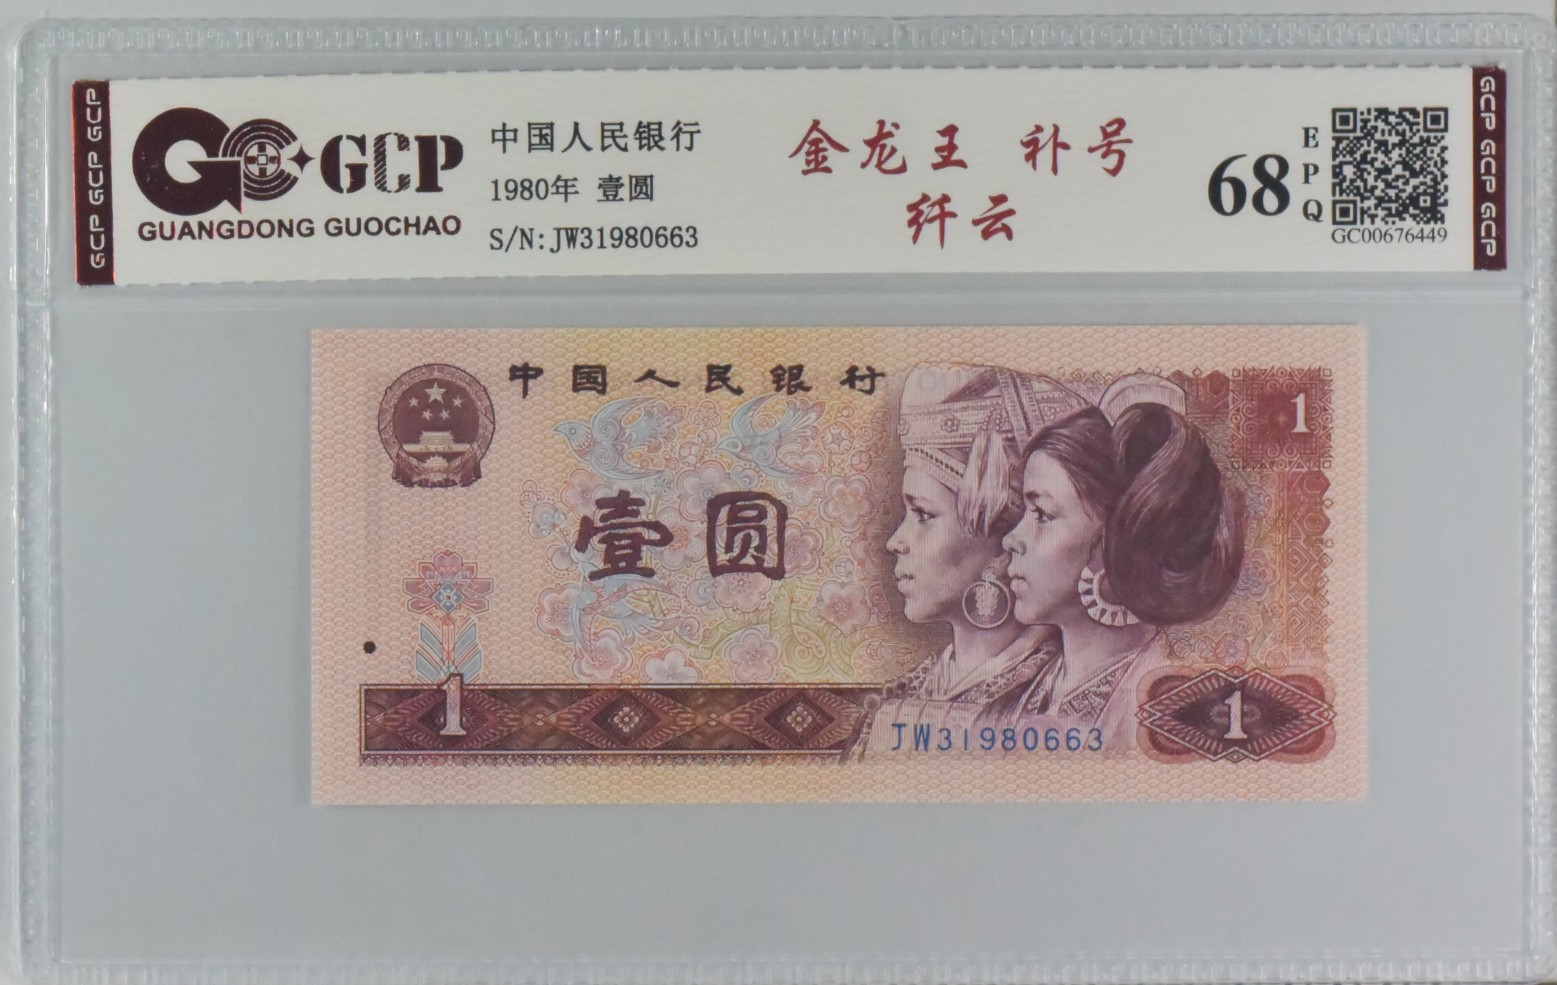 GCP GCP GCP
GCP
GUANGDONG GUOCHAO
中国人民银行
1980年 壹圆
S/N:JW31980663
金龙王 补号
纤云
68
EPQ
GC00676449
GCP GCP GCP
中国人民银行
1
壹圆
1
JW31980663
1